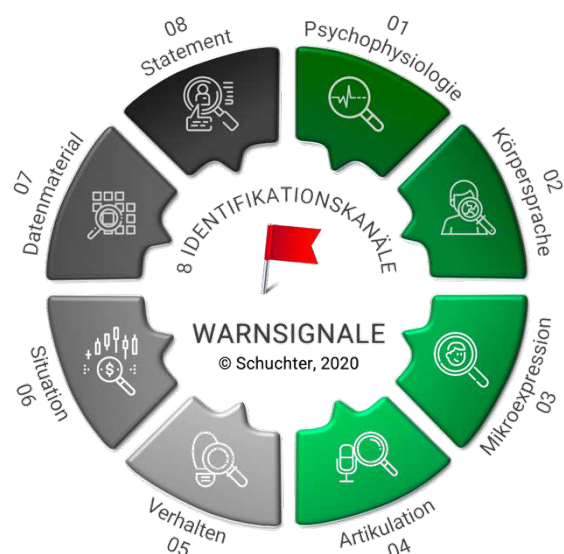 01
Psychophysiologie
02
Körpersprache
03
Mikroexpression
04
Artikulation
05
Verhalten
06
Situation
07
Datenmaterial
08
Statement
8 IDENTIFIKATIONSKANÄLE
WARNSIGNALE
© Schuchter, 2020
$